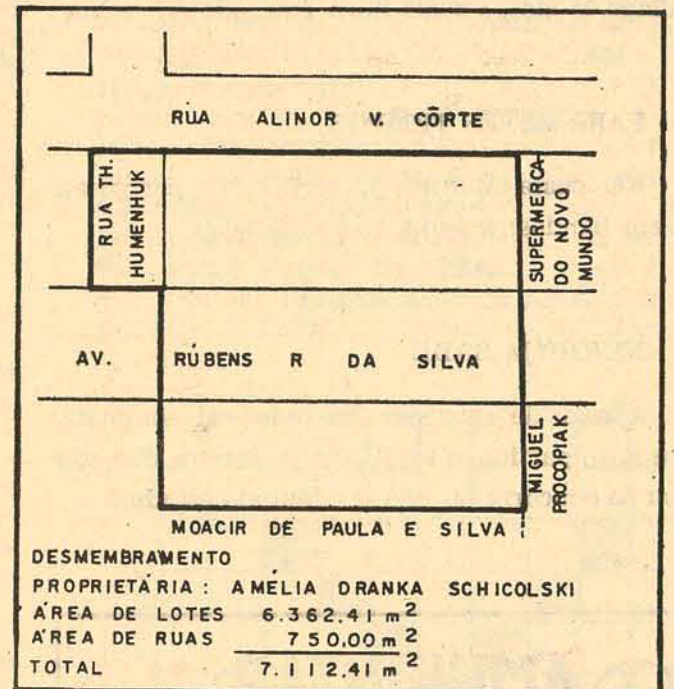 RUA ALINOR V. CÔRTE
RUA TH.
HUMENHUK
SUPERMERCA-
DO NOVO
MUNDO
AV. RÚBENS R DA SILVA
MIGUEL
PROCOPIAK
MOACIR DE PAULA E SILVA
DESMEMBRAMENTO
PROPRIETÁRIA: AMÉLIA DRANKA SCHICOLSKI
ÁREA DE LOTES 6.362.41 m²
ÁREA DE RUAS 750,00 m²
TOTAL 7.112.41 m²